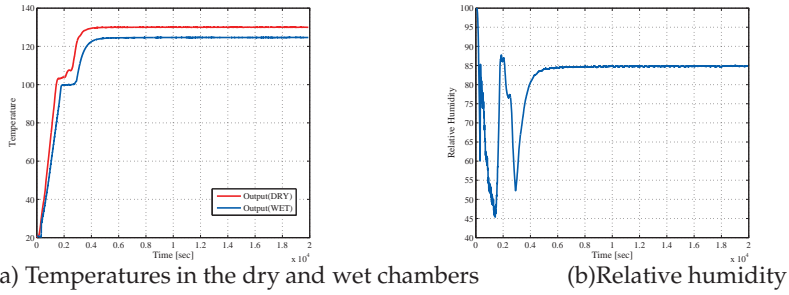 140
120
100
80
60
40
20
Temperature
Output(DRY)
Output(WET)
0 0.2 0.4 0.6 0.8 1 1.2 1.4 1.6 1.8 2
Time [sec]
x 10^4
a) Temperatures in the dry and wet chambers
100
95
90
85
80
75
70
65
60
55
50
45
40
Relative Humidity
0 0.2 0.4 0.6 0.8 1 1.2 1.4 1.6 1.8 2
Time [sec]
x 10^4
(b)Relative humidity